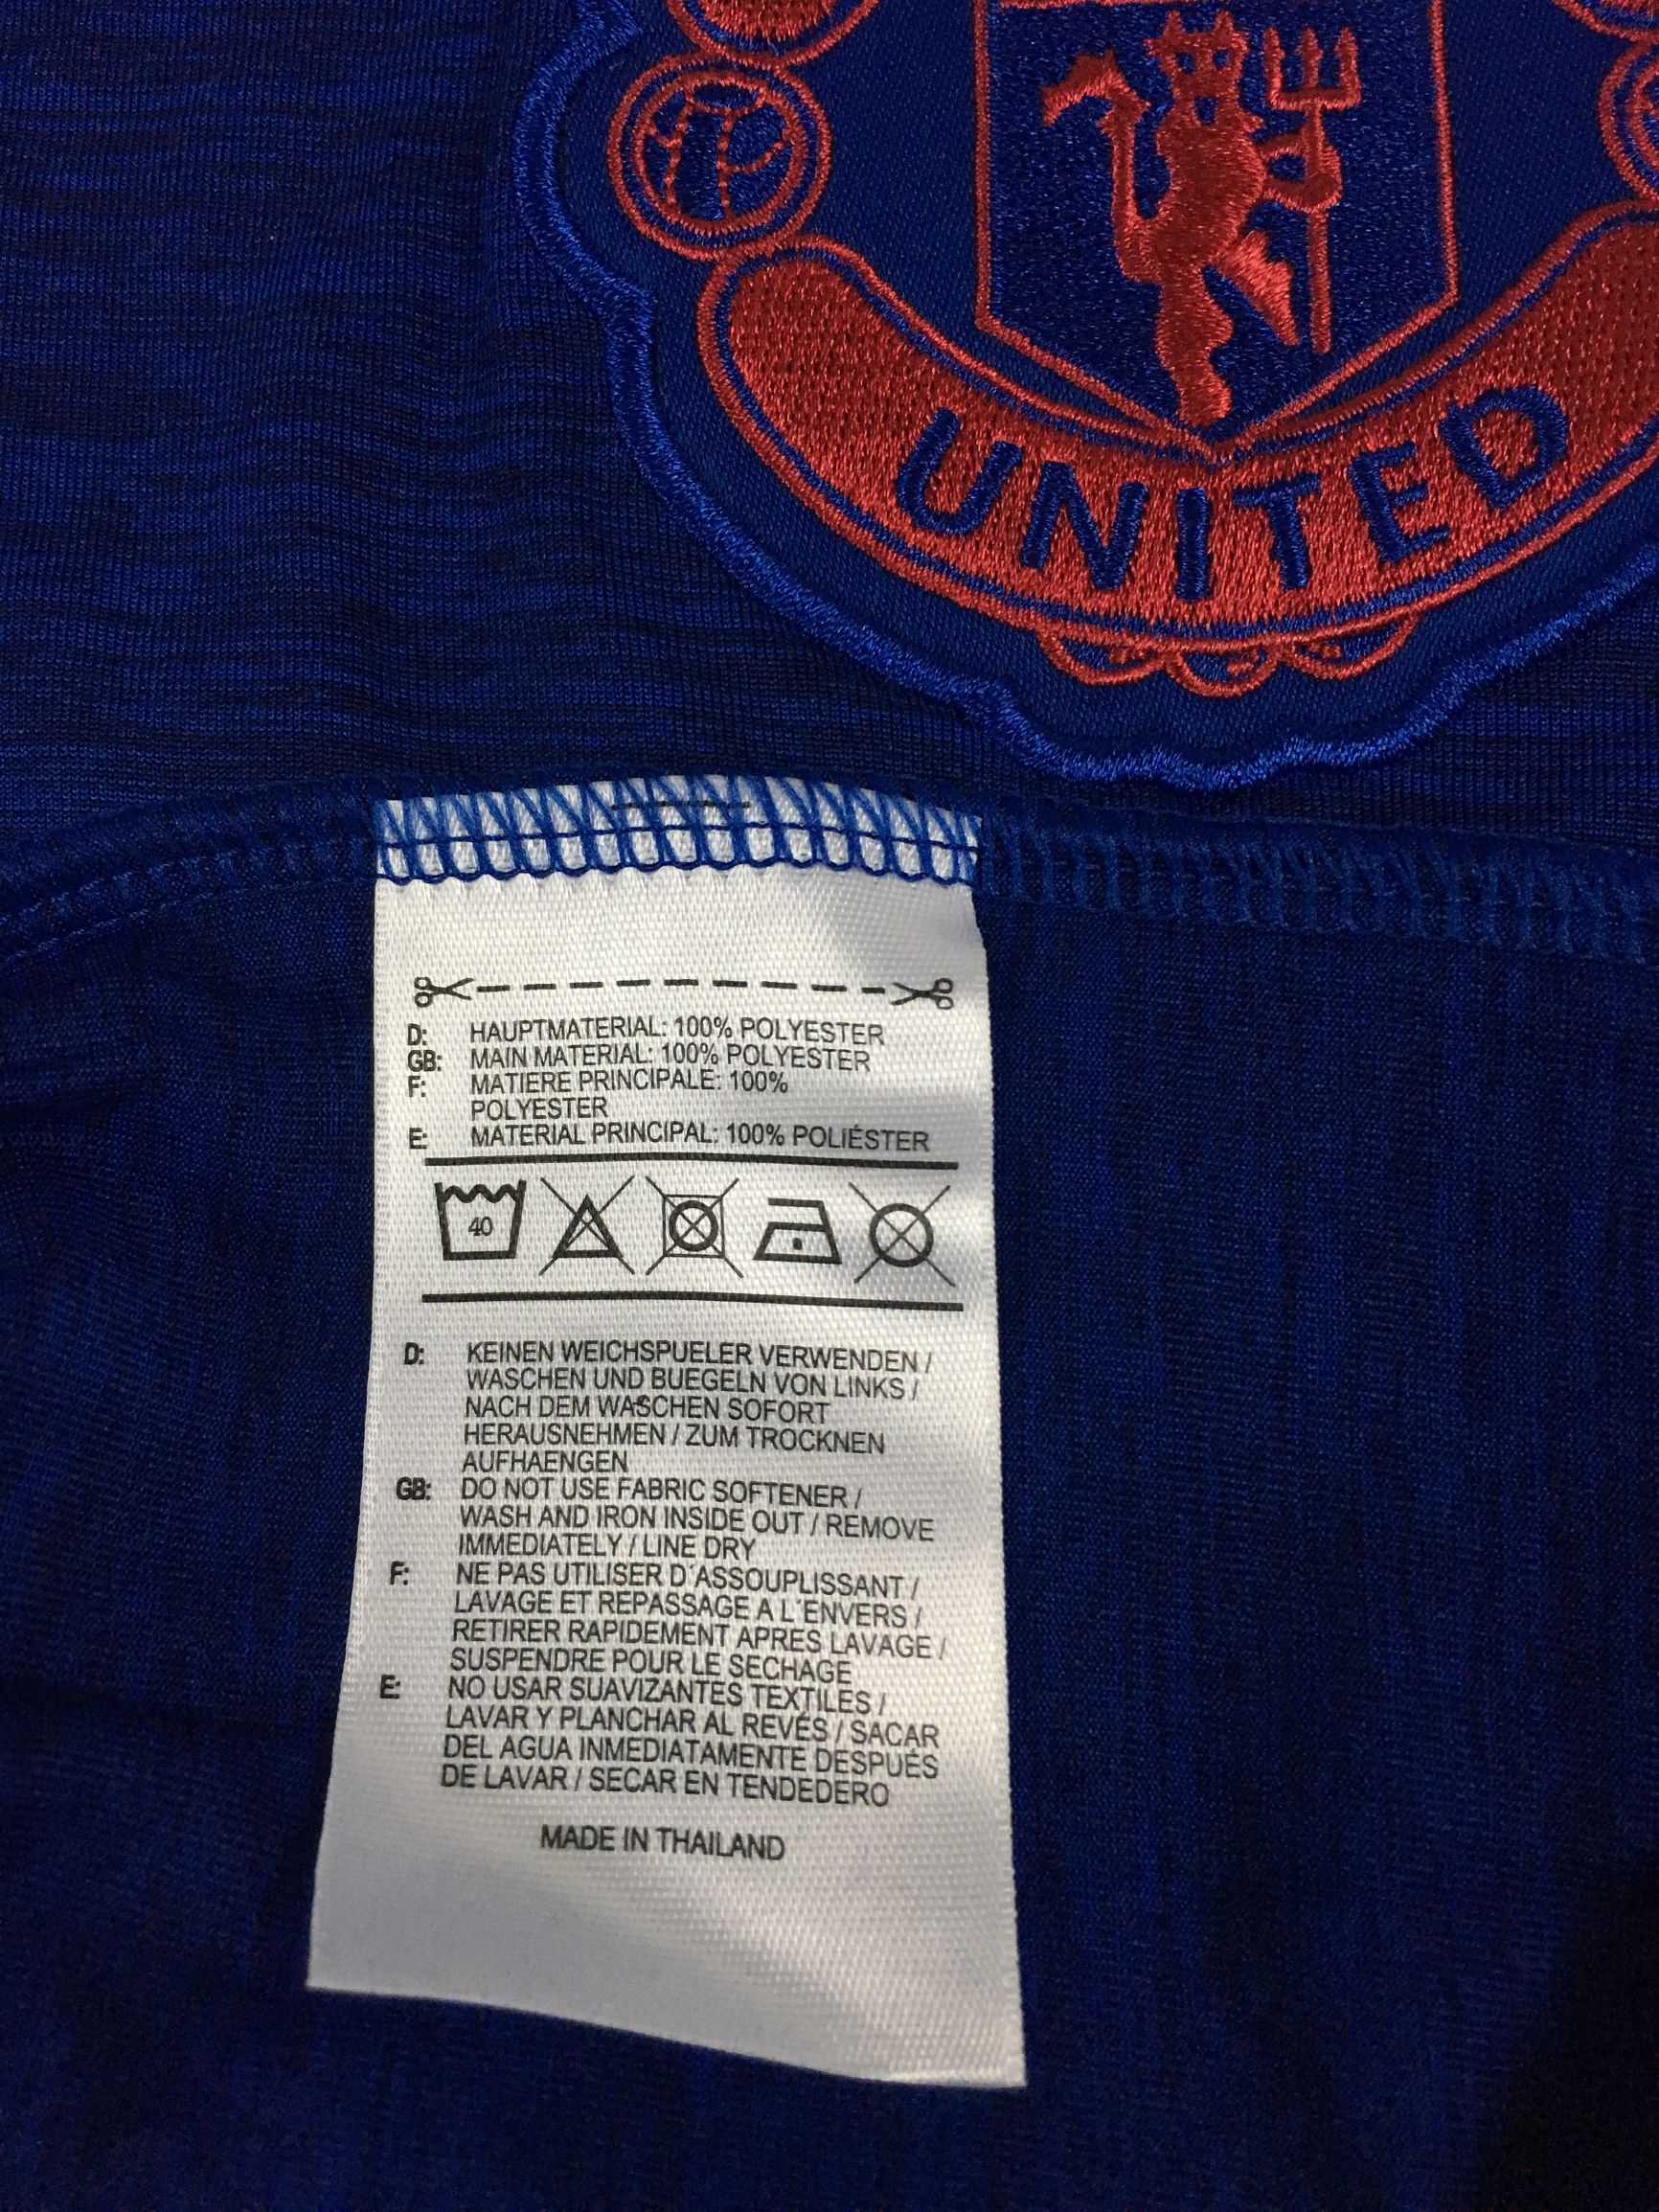 UNITED
D: HAUPTMATERIAL: 100% POLYESTER
GB: MAIN MATERIAL: 100% POLYESTER
F: MATIERE PRINCIPALE: 100%
POLYESTER
E: MATERIAL PRINCIPAL: 100% POLIÉSTER
40
D: KEINEN WEICHSPUELER VERWENDEN /
WASCHEN UND BUEGELN VON LINKS /
NACH DEM WASCHEN SOFORT
HERAUSNEHMEN / ZUM TROCKNEN
AUFHAENGEN
GB: DO NOT USE FABRIC SOFTENER /
WASH AND IRON INSIDE OUT / REMOVE
IMMEDIATELY / LINE DRY
F: NE PAS UTILISER D´ASSOUPLISSANT /
LAVAGE ET REPASSAGE A L´ENVERS /
RETIRER RAPIDEMENT APRES LAVAGE /
SUSPENDRE POUR LE SECHAGE
E: NO USAR SUAVIZANTES TEXTILES /
LAVAR Y PLANCHAR AL REVÉS / SACAR
DEL AGUA INMEDIATAMENTE DESPUÉS
DE LAVAR / SECAR EN TENDEDERO
MADE IN THAILAND